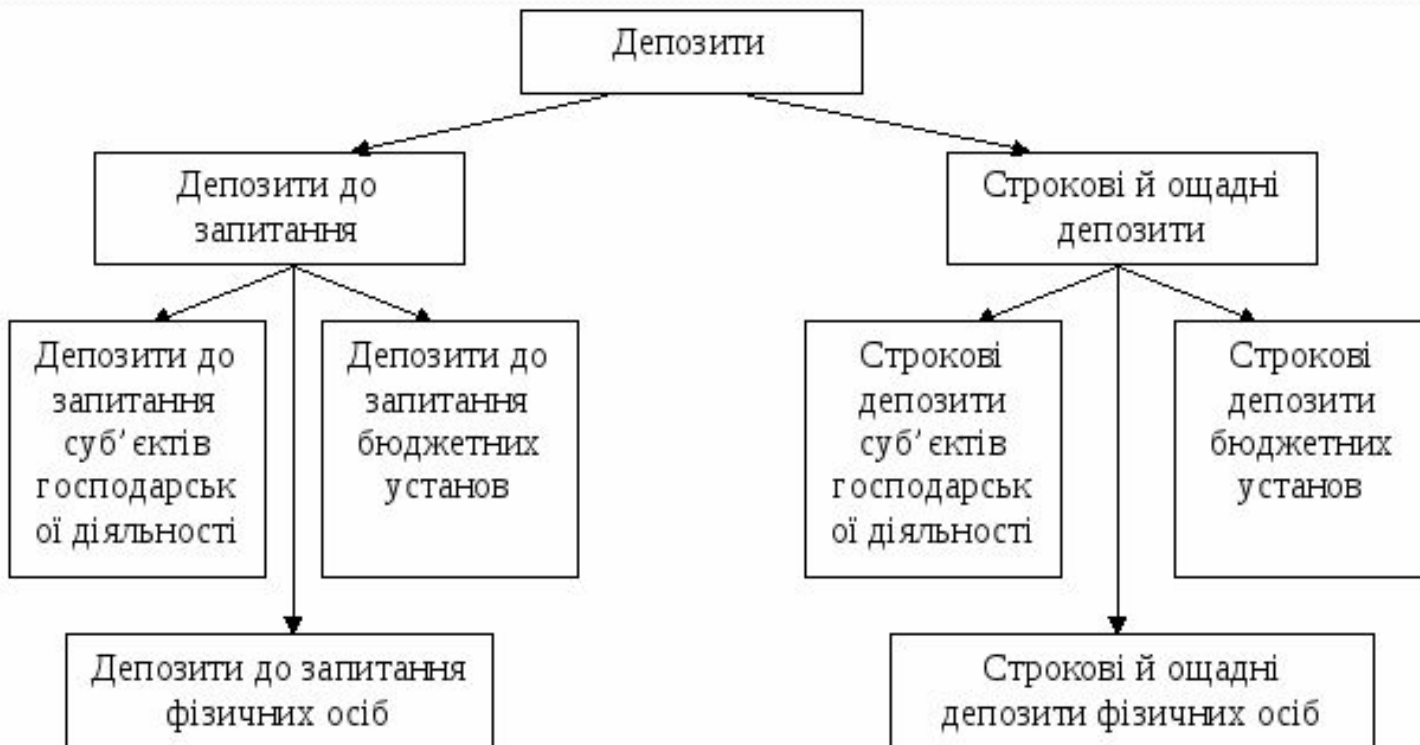 Депозити
Депозити до
запитання
Строкові й ощадні
депозити
Депозити до
запитання
суб’єктів
господарськ
ої діяльності
Депозити до
запитання
бюджетних
установ
Строкові
депозити
суб’єктів
господарськ
ої діяльності
Строкові
депозити
бюджетних
установ
Депозити до запитання
фізичних осіб
Строкові й ощадні
депозити фізичних осіб